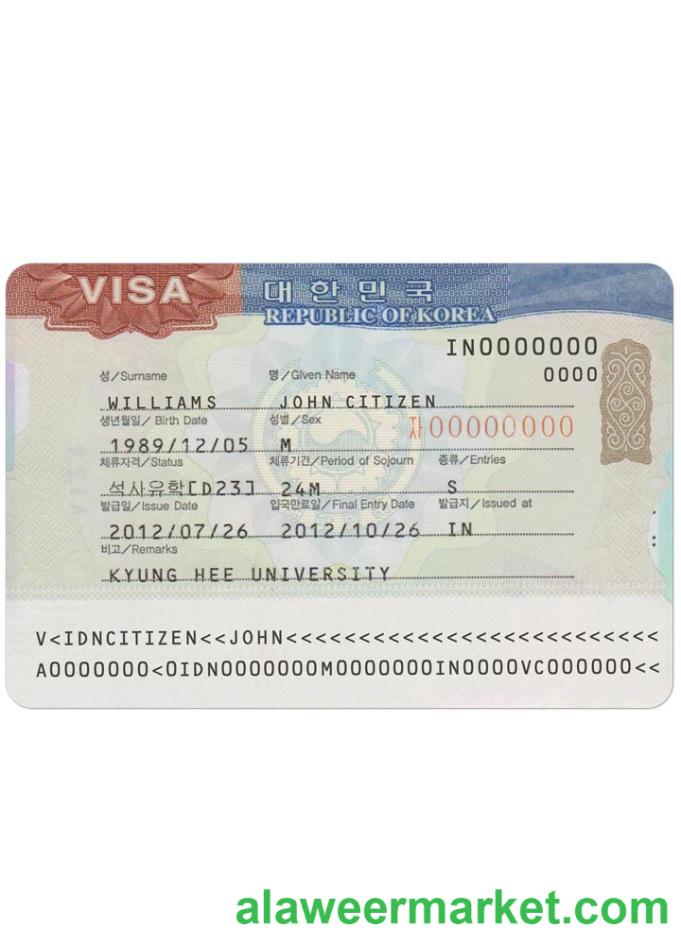 VISA 대한민국
REPUBLIC OF KOREA
IN0000000
성/Surname 명/Given Name 0000
WILLIAMS JOHN CITIZEN
생년월일/ Birth Date 성별/Sex 자00000000
1989/12/05 M
체류자격/Status 체류기간/Period of Sojourn 종류/Entries
석사유학[D23] 24M S
발급일/Issue Date 입국만료일/Final Entry Date 발급지/Issued at
2012/07/26 2012/10/26 IN
비고/Remarks
KYUNG HEE UNIVERSITY
V<IDNCITIZEN<<JOHN<<<<<<<<<<<<<<<<<<<<<<<<<<
A0000000<0IDN0000000M0000000IN0000VC000000<<
alaweermarket.com